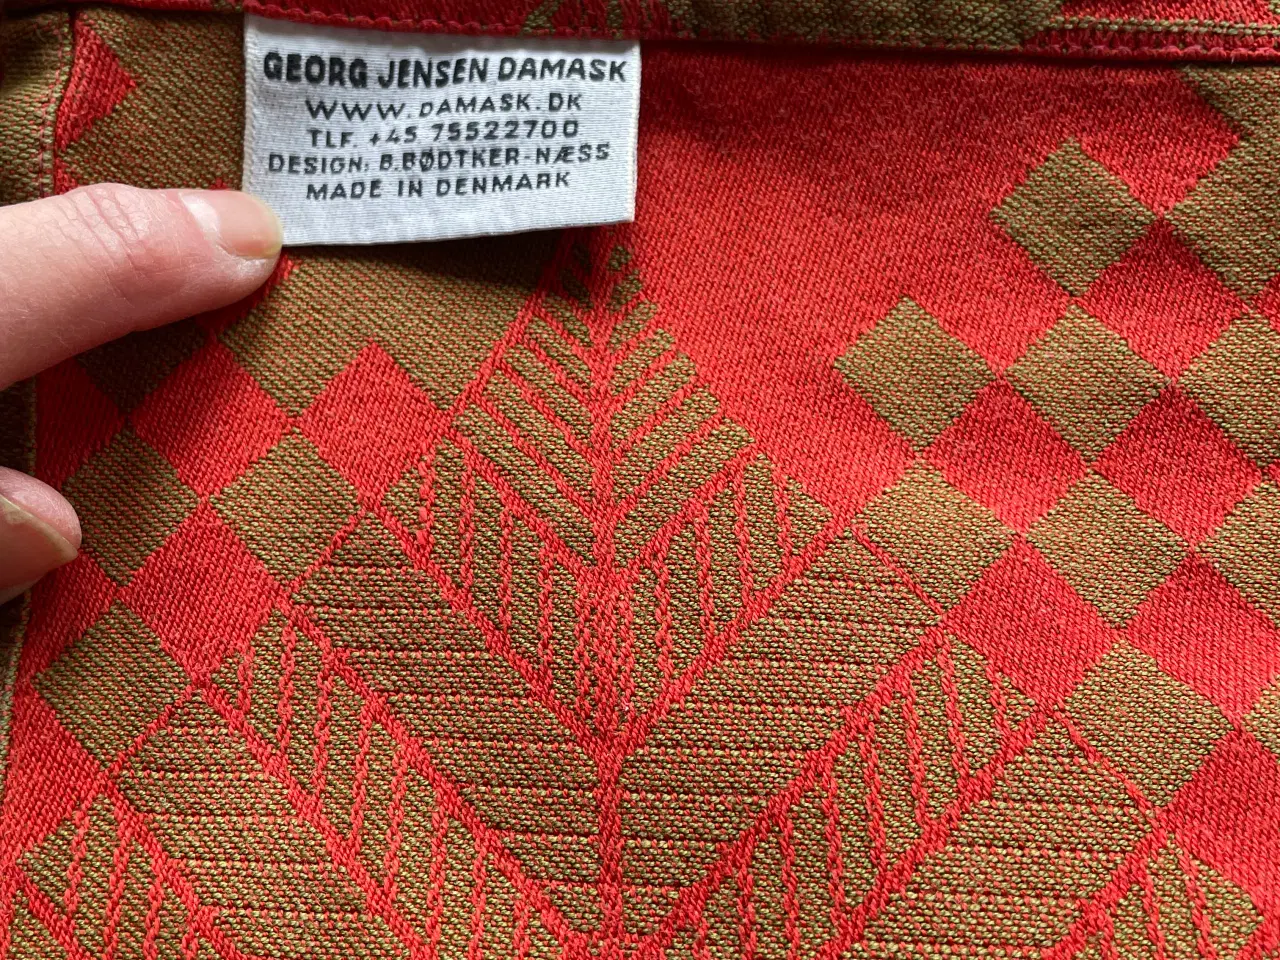 GEORG JENSEN DAMASK
WWW.DAMASK.DK
TLF. +45 75522700
DESIGN: B.BØDTKER-NÆSS
MADE IN DENMARK